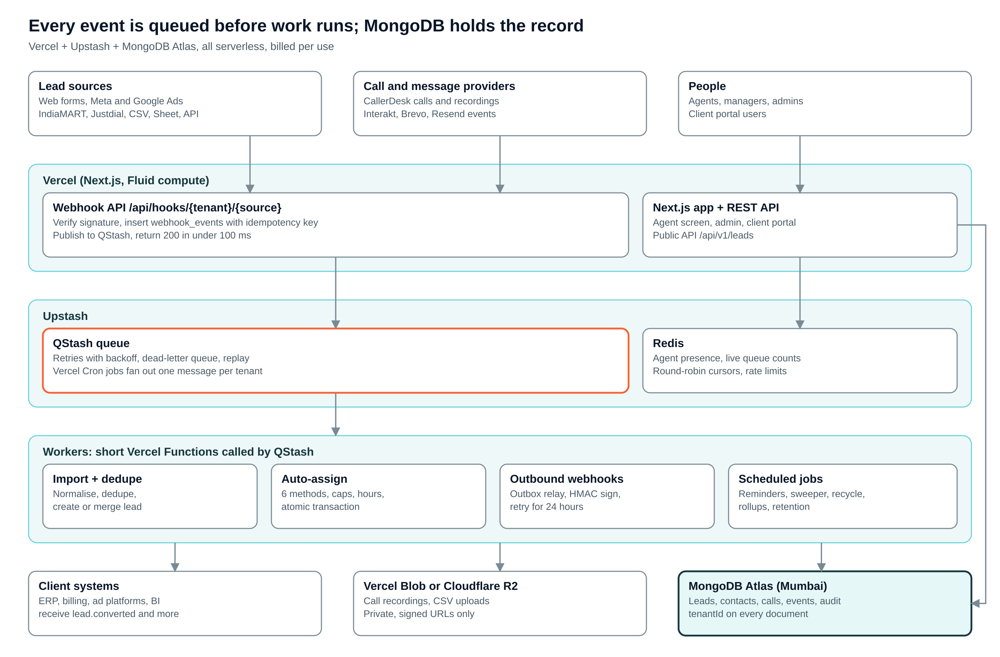 Every event is queued before work runs; MongoDB holds the record
Vercel + Upstash + MongoDB Atlas, all serverless, billed per use
Lead sources
Web forms, Meta and Google Ads
IndiaMART, Justdial, CSV, Sheet, API
Call and message providers
CallerDesk calls and recordings
Interakt, Brevo, Resend events
People
Agents, managers, admins
Client portal users
Vercel (Next.js, Fluid compute)
Webhook API /api/hooks/{tenant}/{source}
Verify signature, insert webhook_events with idempotency key
Publish to QStash, return 200 in under 100 ms
Next.js app + REST API
Agent screen, admin, client portal
Public API /api/v1/leads
Upstash
QStash queue
Retries with backoff, dead-letter queue, replay
Vercel Cron jobs fan out one message per tenant
Redis
Agent presence, live queue counts
Round-robin cursors, rate limits
Workers: short Vercel Functions called by QStash
Import + dedupe
Normalise, dedupe,
create or merge lead
Auto-assign
6 methods, caps, hours,
atomic transaction
Outbound webhooks
Outbox relay, HMAC sign,
retry for 24 hours
Scheduled jobs
Reminders, sweeper, recycle,
rollups, retention
Client systems
ERP, billing, ad platforms, BI
receive lead.converted and more
Vercel Blob or Cloudflare R2
Call recordings, CSV uploads
Private, signed URLs only
MongoDB Atlas (Mumbai)
Leads, contacts, calls, events, audit
tenantId on every document